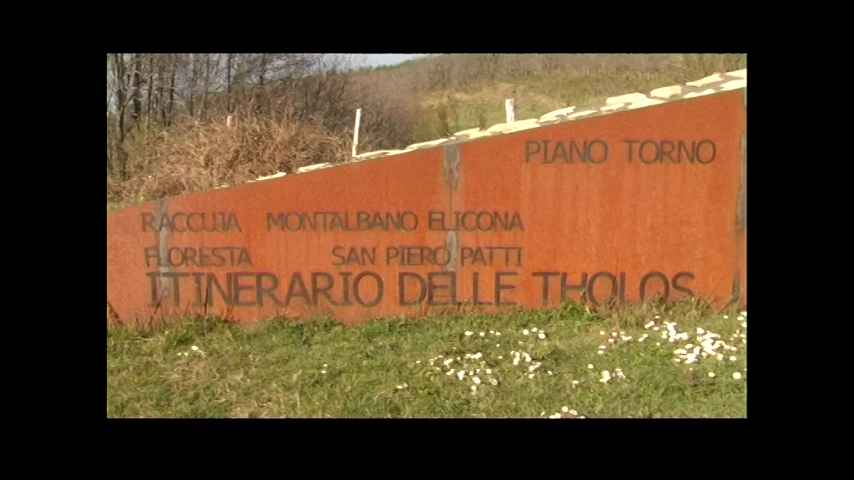 PIANO TORNO
RACCUJA MONTALBANO ELICONA
FLORESTA SAN PIERO PATTI
ITINERARIO DELLE THOLOS